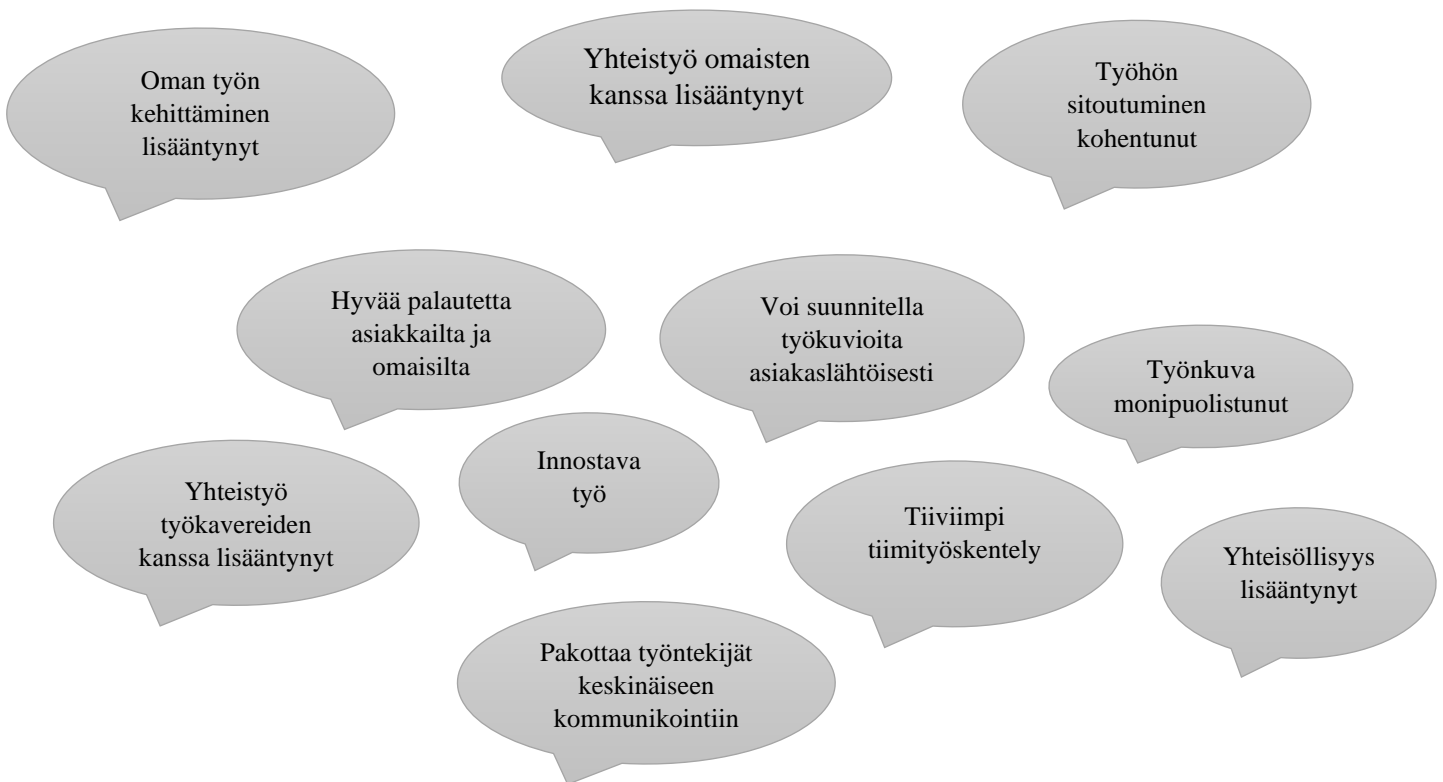 Oman työn
kehittäminen
lisääntynyt
Yhteistyö omaisten
kanssa lisääntynyt
Työhön
sitoutuminen
kohentunut
Hyvää palautetta
asiakkailta ja
omaisilta
Voi suunnitella
työkuvioita
asiakaslähtöisesti
Työnkuva
monipuolistunut
Yhteistyö
työkavereiden
kanssa lisääntynyt
Innostava
työ
Tiiviimpi
tiimityöskentely
Yhteisöllisyys
lisääntynyt
Pakottaa työntekijät
keskinäiseen
kommunikointiin